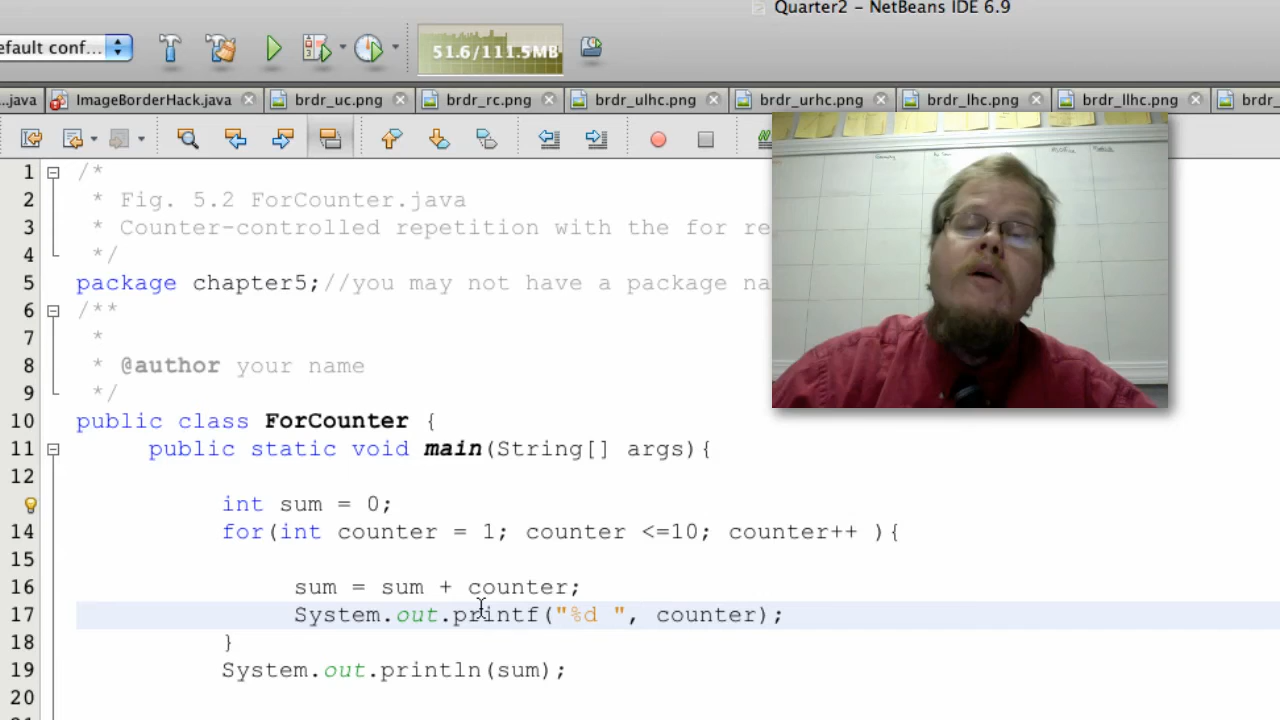 Quarter2 – NetBeans IDE 6.9
efault conf...
51.6/111.5MB
...java ImageBorderHack.java brdr_uc.png brdr_rc.png brdr_ulhc.png brdr_urhc.png brdr_lhc.png brdr_llhc.png brdr
1 /*
2 * Fig. 5.2 ForCounter.java
3 * Counter-controlled repetition with the for re
4 */
5 package chapter5;//you may not have a package na
6 /**
7 *
8 * @author your name
9 */
10 public class ForCounter {
11 public static void main(String[] args){
12
int sum = 0;
14 for(int counter = 1; counter <=10; counter++ ){
15
16 sum = sum + counter;
17 System.out.printf("%d ", counter);
18 }
19 System.out.println(sum);
20